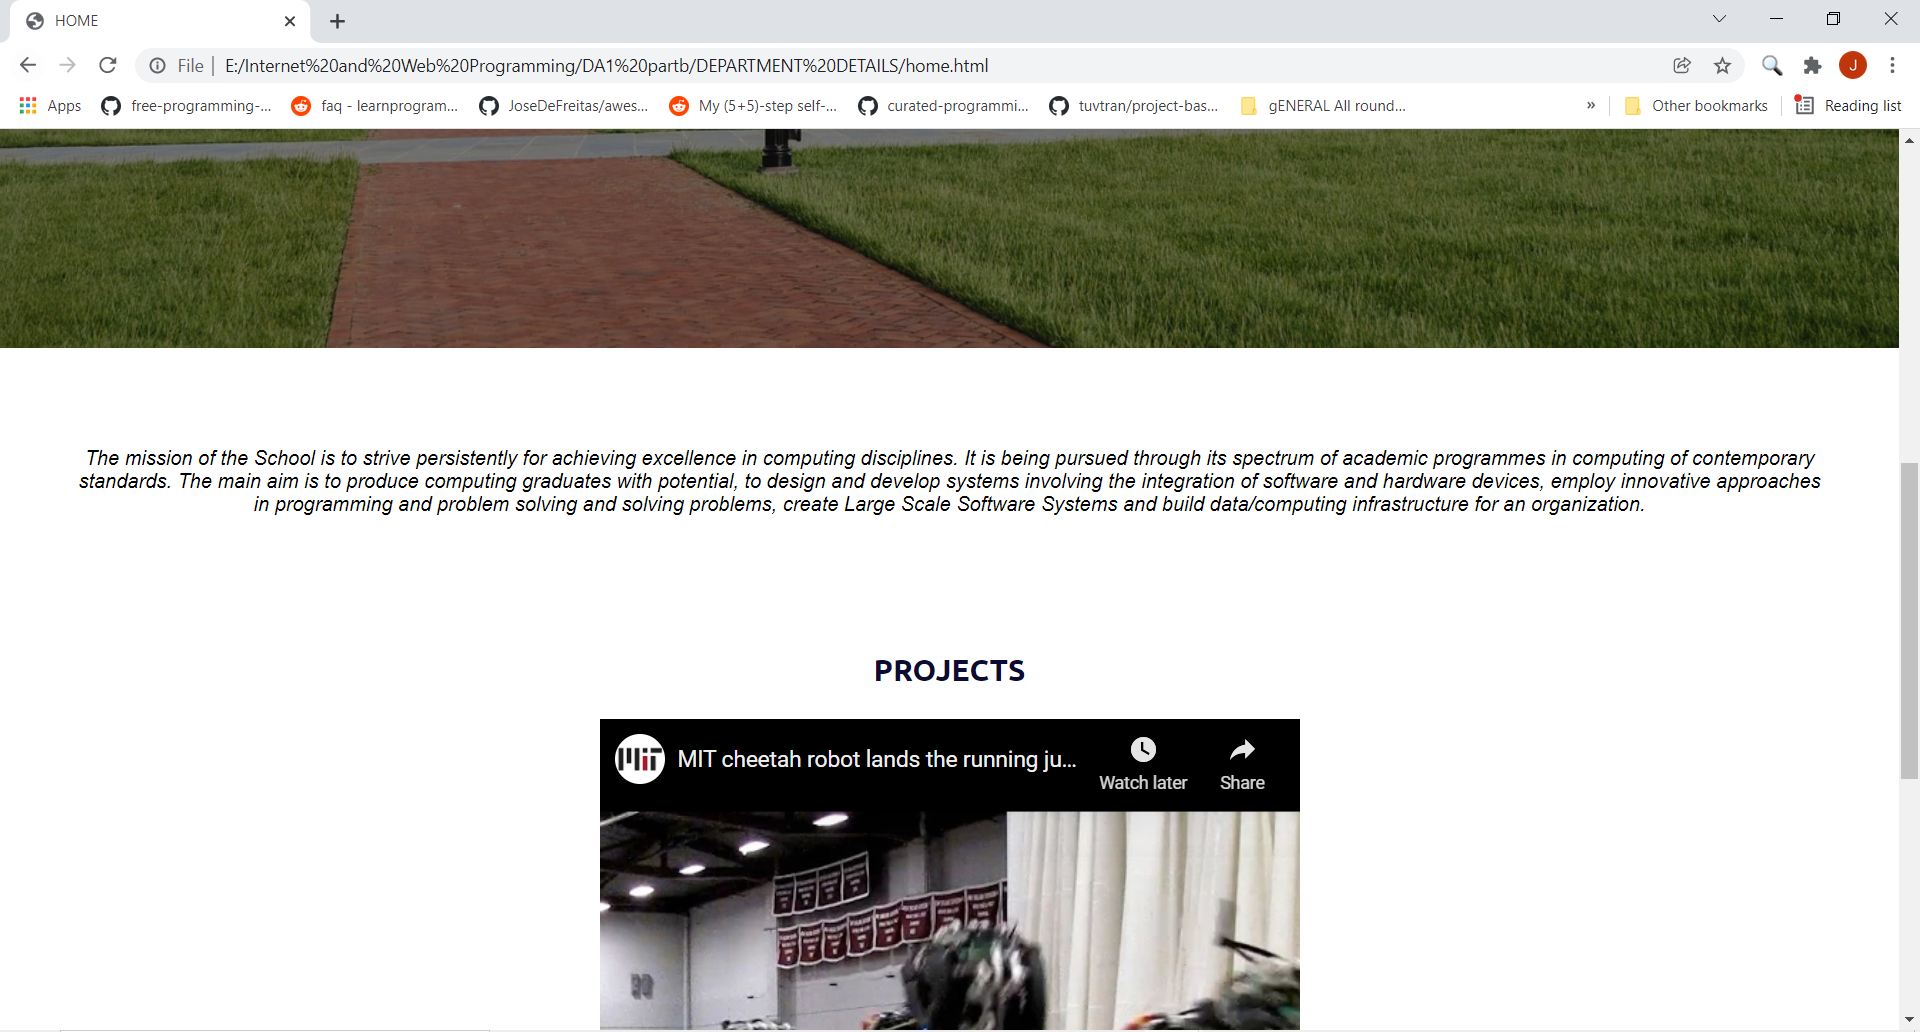 HOME
File | E:/Internet%20and%20Web%20Programming/DA1%20partb/DEPARTMENT%20DETAILS/home.html
J
Apps free-programming-... faq - learnprogram... JoseDeFreitas/awes... My (5+5)-step self-... curated-programmi... tuvtran/project-bas... gENERAL All round... » Other bookmarks Reading list
The mission of the School is to strive persistently for achieving excellence in computing disciplines. It is being pursued through its spectrum of academic programmes in computing of contemporary
standards. The main aim is to produce computing graduates with potential, to design and develop systems involving the integration of software and hardware devices, employ innovative approaches
in programming and problem solving and solving problems, create Large Scale Software Systems and build data/computing infrastructure for an organization.
PROJECTS
MIT MIT cheetah robot lands the running ju...
Watch later Share